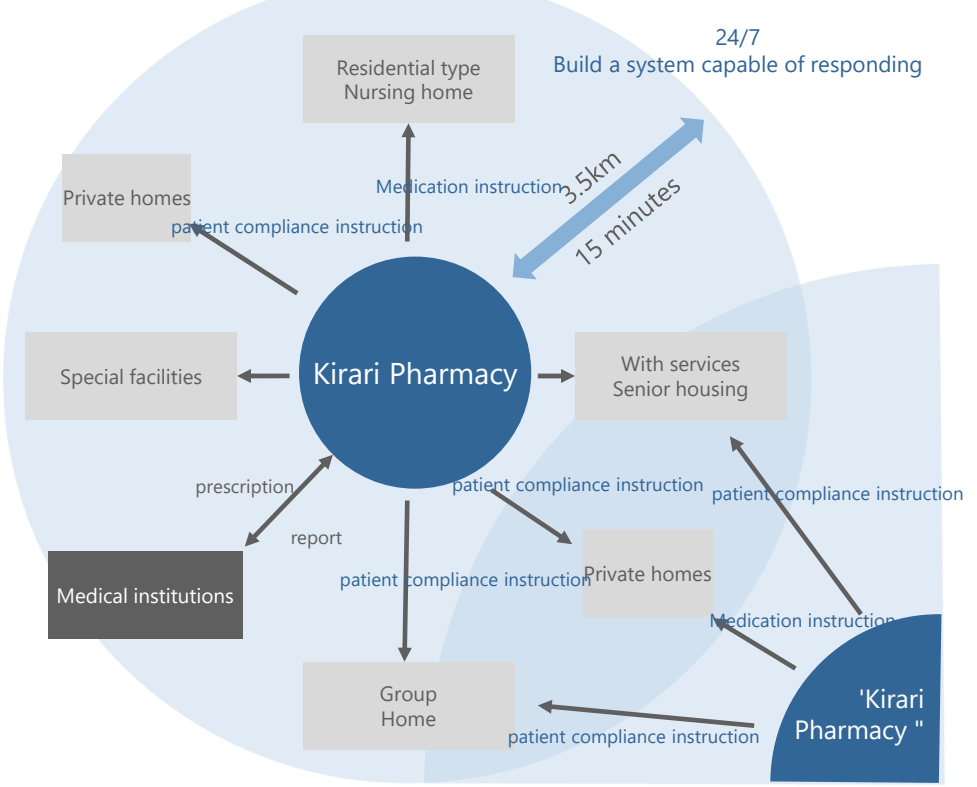 24/7
Build a system capable of responding
Residential type
Nursing home
3.5km
15 minutes
Private homes
Medication instruction
patient compliance instruction
Special facilities
Kirari Pharmacy
With services
Senior housing
prescription
patient compliance instruction
patient compliance instruction
report
patient compliance instruction
Private homes
Medical institutions
Medication instruction
Group
Home
'Kirari
Pharmacy "
patient compliance instruction